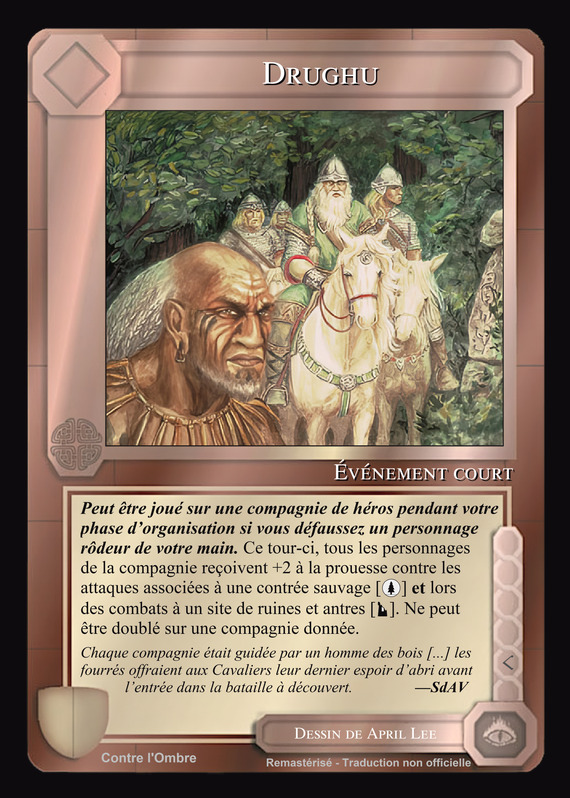 Drughu
Événement court
Peut être joué sur une compagnie de héros pendant votre
phase d'organisation si vous défaussez un personnage
rôdeur de votre main. Ce tour-ci, tous les personnages
de la compagnie reçoivent +2 à la prouesse contre les
attaques associées à une contrée sauvage [] et lors
des combats à un site de ruines et antres []. Ne peut
être doublé sur une compagnie donnée.
Chaque compagnie était guidée par un homme des bois [...] les
fourrés offraient aux Cavaliers leur dernier espoir d'abri avant
l'entrée dans la bataille à découvert. —SdAV
Dessin de April Lee
Contre l'Ombre
Remastérisé - Traduction non officielle